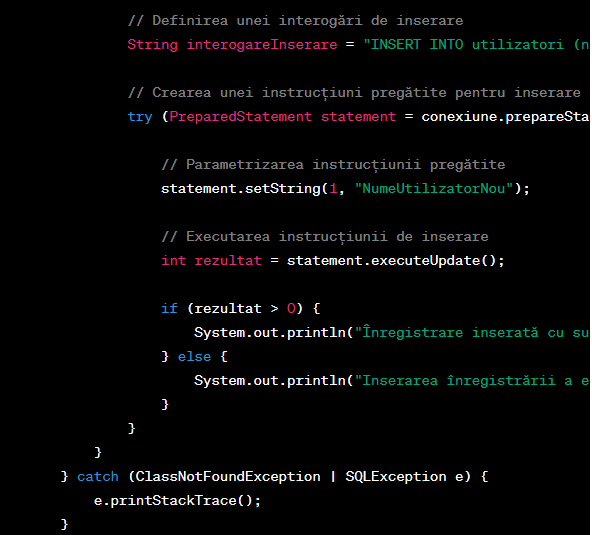 // Definirea unei interogări de inserare
String interogareInserare = "INSERT INTO utilizatori (n
// Crearea unei instrucțiuni pregătite pentru inserare
try (PreparedStatement statement = conexiune.prepareSta
// Parametrizarea instrucțiunii pregătite
statement.setString(1, "NumeUtilizatorNou");
// Executarea instrucțiunii de inserare
int rezultat = statement.executeUpdate();
if (rezultat > 0) {
System.out.println("Înregistrare inserată cu su
} else {
System.out.println("Inserarea înregistrării a e
}
}
}
} catch (ClassNotFoundException | SQLException e) {
e.printStackTrace();
}